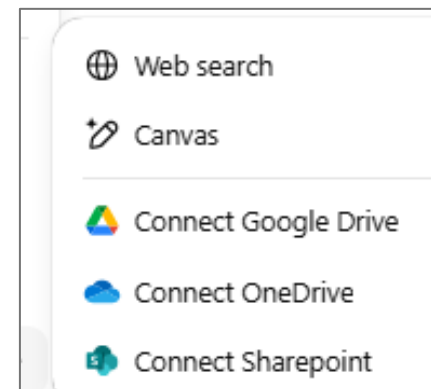 Web search
Canvas
Connect Google Drive
Connect OneDrive
Connect Sharepoint